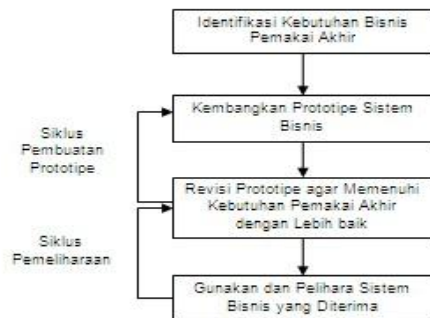 Identifikasi Kebutuhan Bisnis
Pemakai Akhir
Kembangkan Prototipe Sistem
Bisnis
Siklus
Pembuatan
Prototipe
Revisi Prototipe agar Memenuhi
Kebutuhan Pemakai Akhir
dengan Lebih baik
Siklus
Pemeliharaan
Gunakan dan Pelihara Sistem
Bisnis yang Diterima